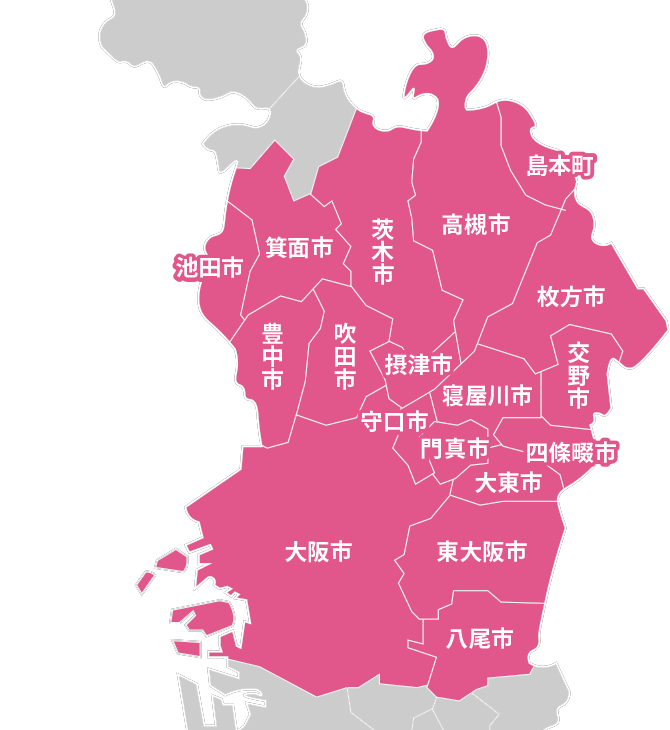 島本町
高槻市
茨木市
箕面市
池田市
枚方市
豊中市
吹田市
交野市
摂津市
寝屋川市
守口市
門真市
四條畷市
大東市
大阪市
東大阪市
八尾市